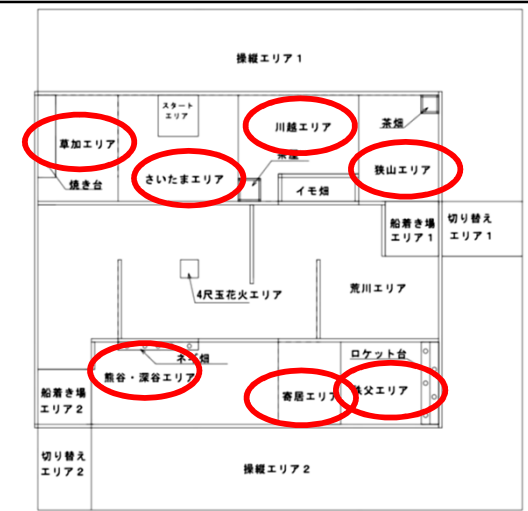 操縦エリア1
スタート
エリア
川越エリア
茶畑
草加エリア
さいたまエリア
狭山エリア
焼き台
イモ畑
船着き場
エリア1
切り替え
エリア1
4尺玉花火エリア
荒川エリア
ロケット台
熊谷・深谷エリア
寄居エリア
秩父エリア
船着き場
エリア2
切り替え
エリア2
操縦エリア2